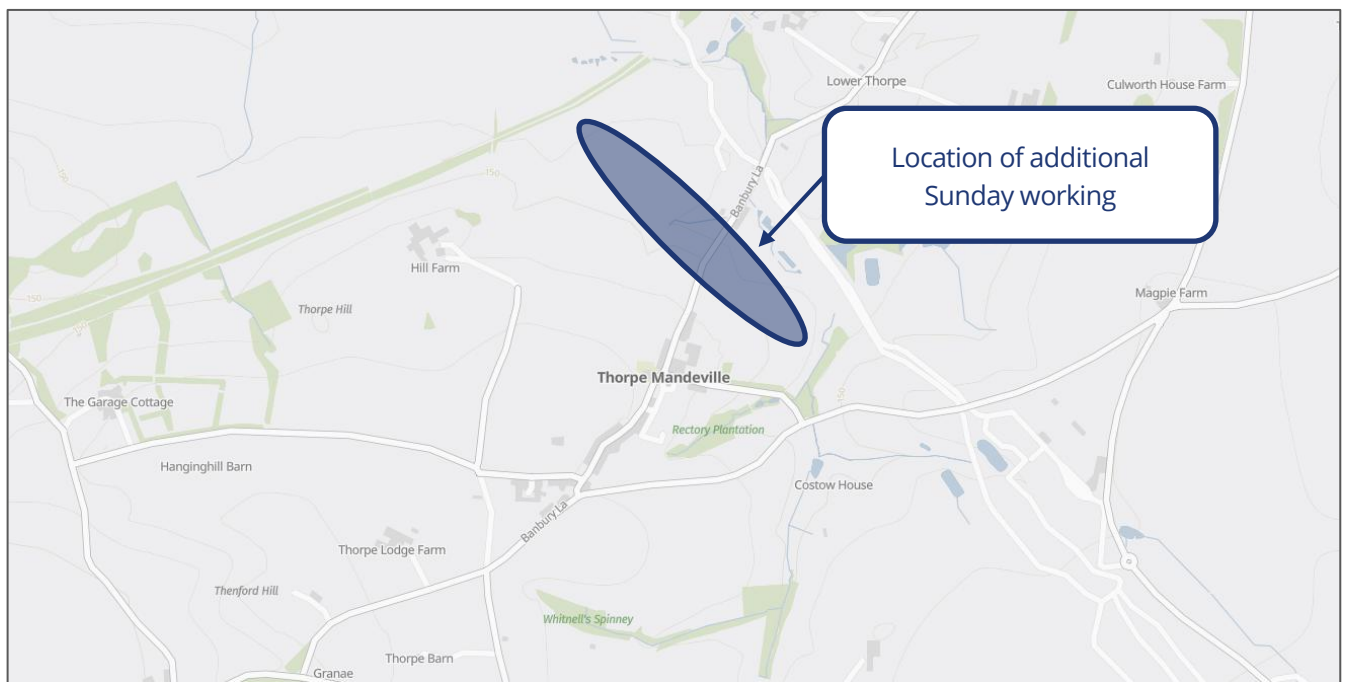 Lower Thorpe
Culworth House Farm
Location of additional
Sunday working
150
150
Banbury La
Hill Farm
Magpie Farm
150
Thorpe Hill
150
Thorpe Mandeville
The Garage Cottage
150
Rectory Plantation
Hanginghill Barn
Costow House
Banbury La
Thorpe Lodge Farm
Thenford Hill
Whitnell's Spinney
Thorpe Barn
Granae